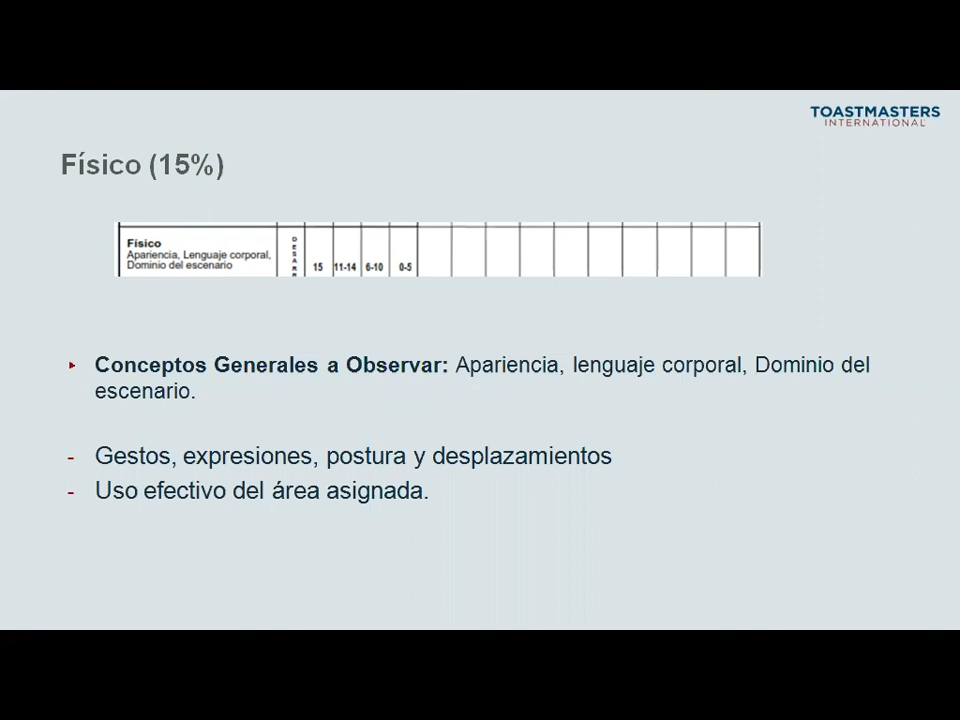 TOASTMASTERS
INTERNATIONAL
Físico (15%)
Físico
Apariencia, Lenguaje corporal,
Dominio del escenario
DESARR
15 11-14 6-10 0-5
▸ Conceptos Generales a Observar: Apariencia, lenguaje corporal, Dominio del
escenario.
- Gestos, expresiones, postura y desplazamientos
- Uso efectivo del área asignada.